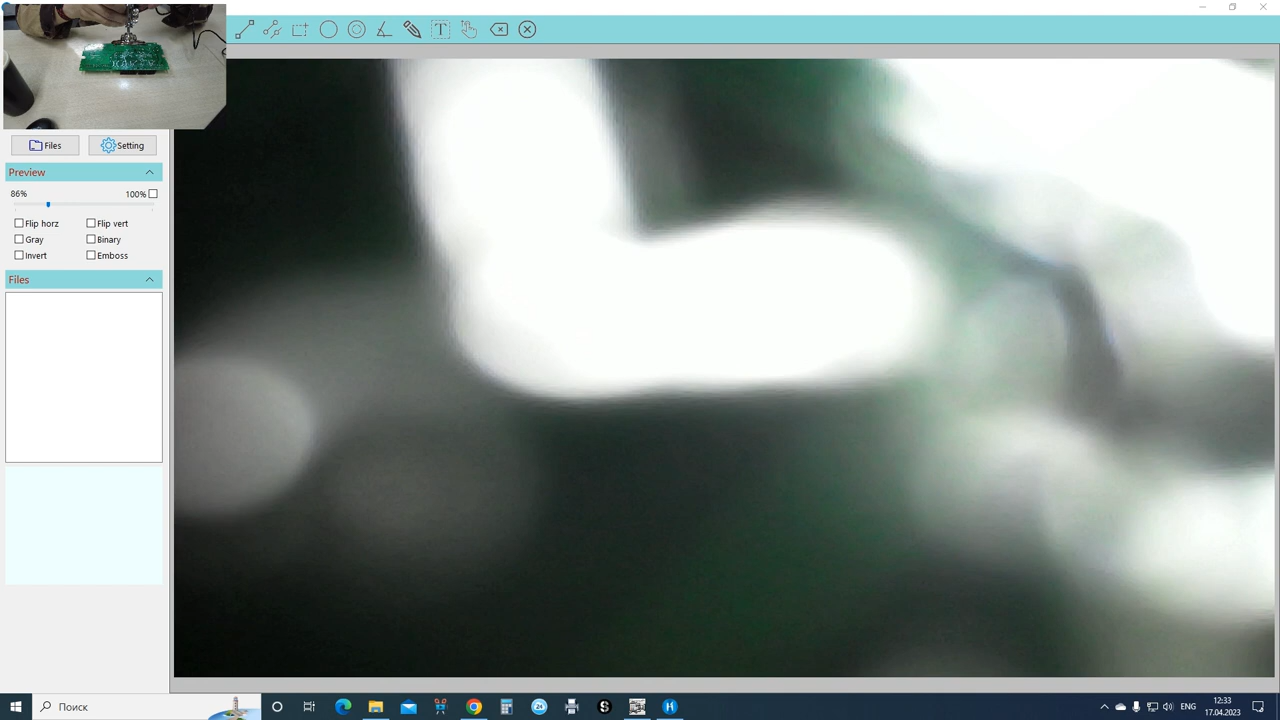 Files
Setting
Preview
86%
100%
Flip horz
Flip vert
Gray
Binary
Invert
Emboss
Files
T
Поиск
ENG
12:33
17.04.2023